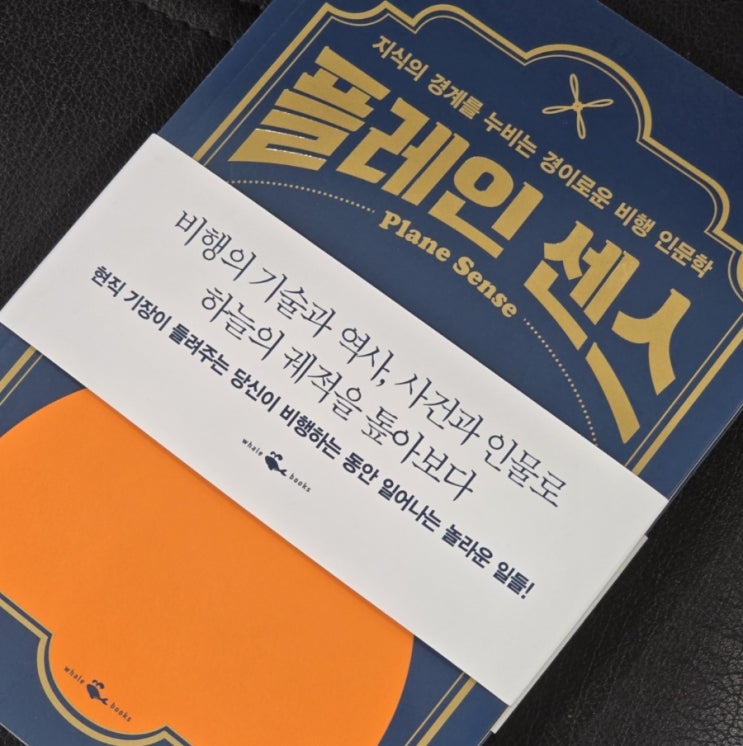 지식의 경계를 누비는 경이로운 비행 인문학
플레인 센스
Plane Sense
비행의 기술과 역사, 사건과 인물로
하늘의 궤적을 톺아보다
현직 기장이 들려주는 당신이 비행하는 동안 일어나는 놀라운 일들!
whale books
whale books